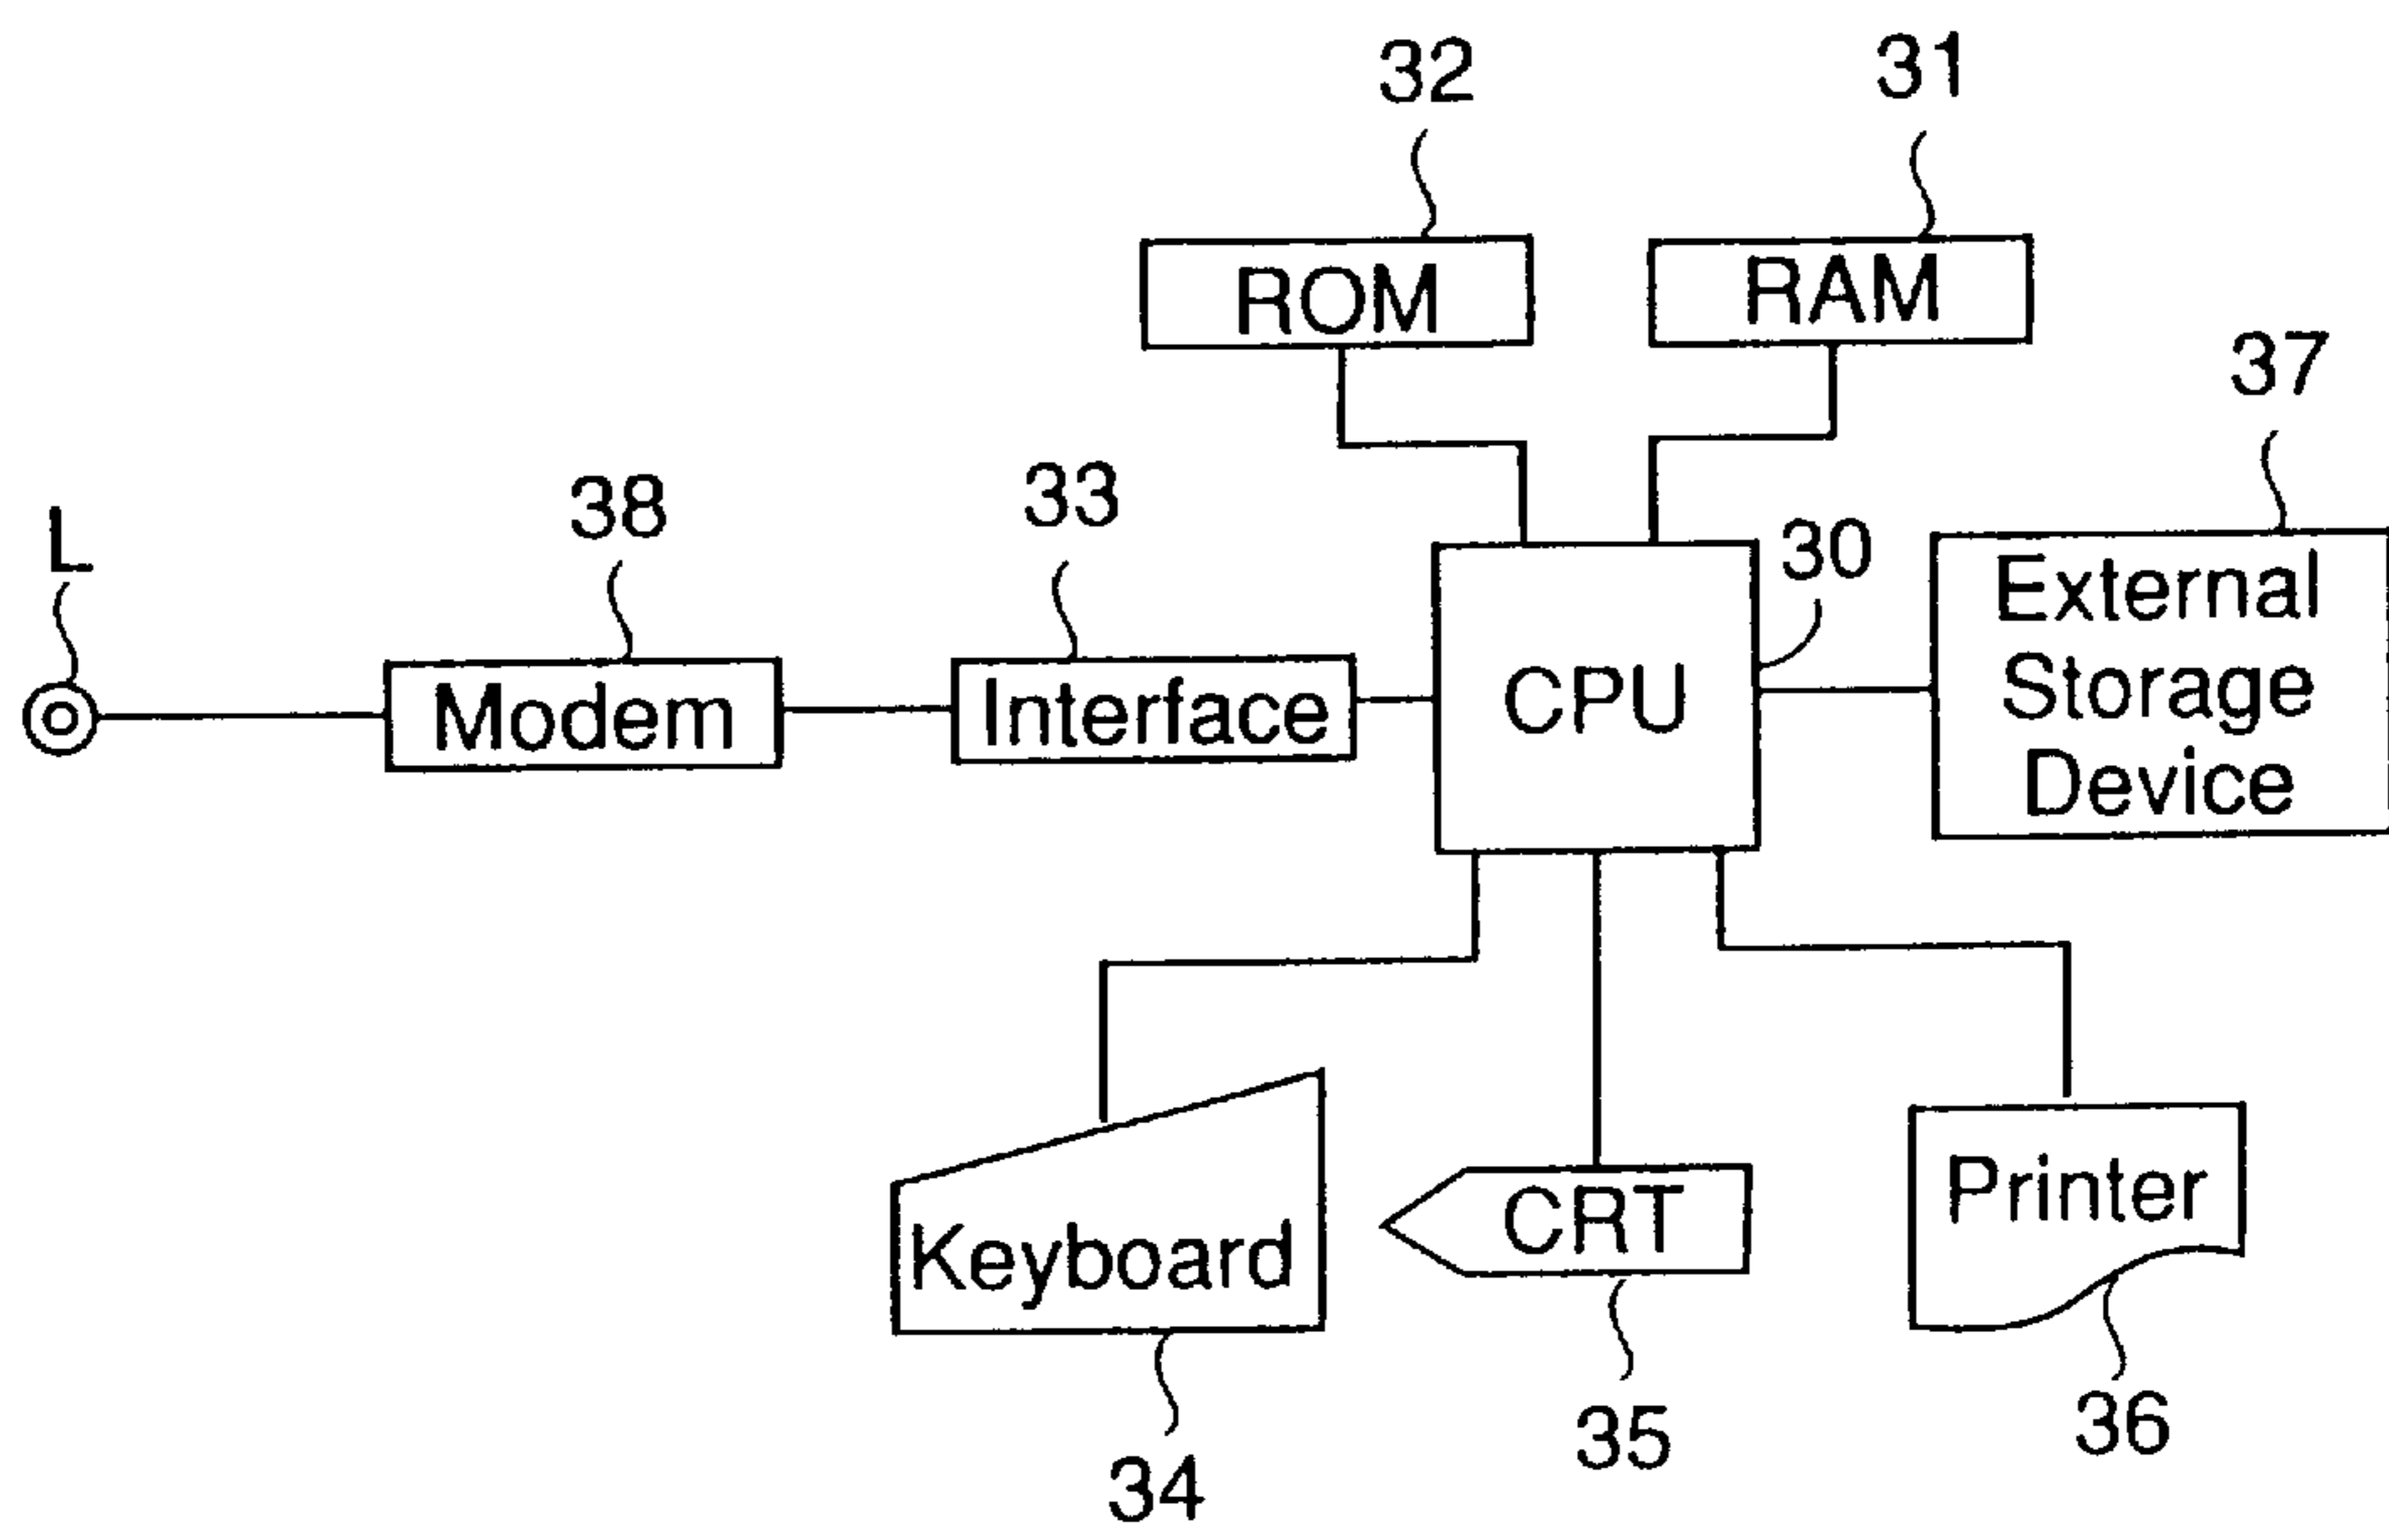 32
31
ROM
RAM
37
L
38
33
30
Modem
Interface
CPU
External
Storage
Device
Keyboard
CRT
Printer
34
35
36